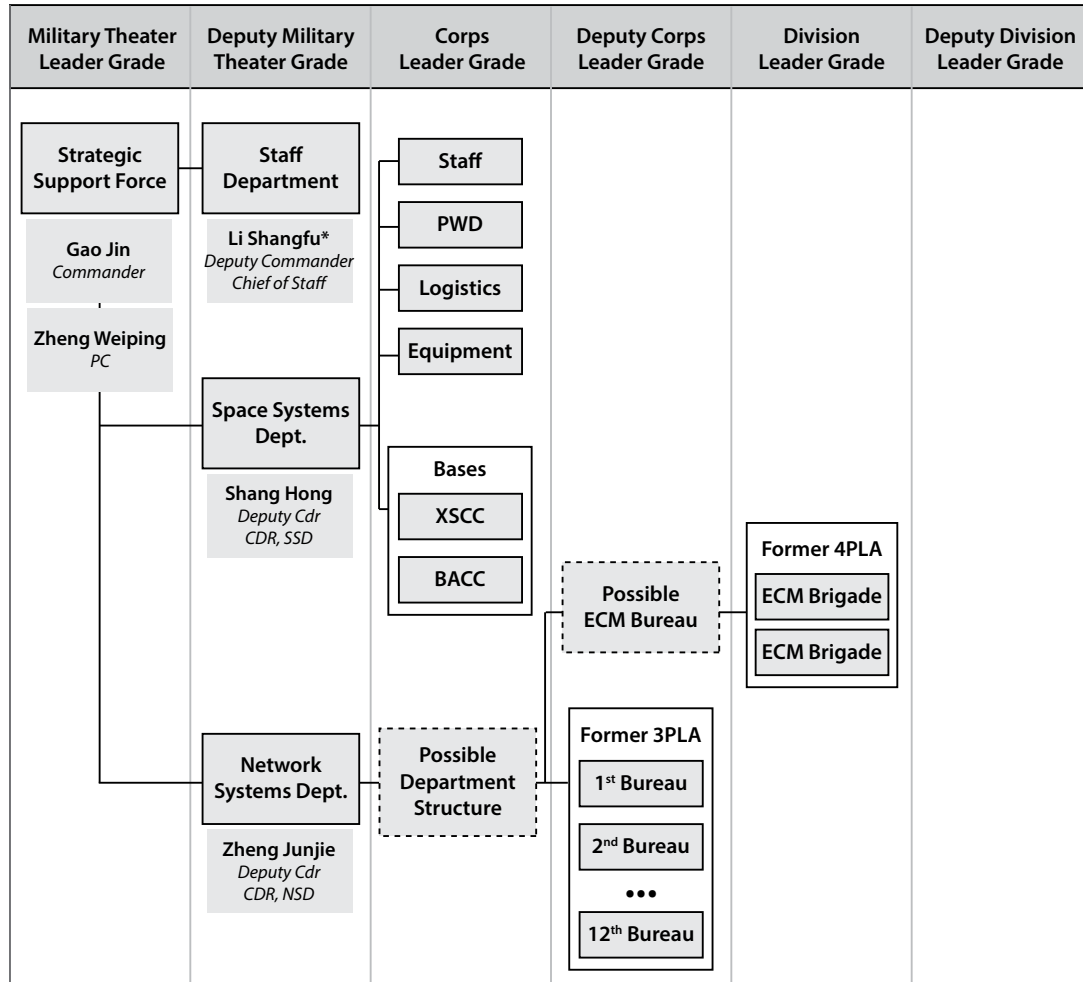 Military Theater
Leader Grade
Deputy Military
Theater Grade
Corps
Leader Grade
Deputy Corps
Leader Grade
Division
Leader Grade
Deputy Division
Leader Grade
Strategic
Support Force
Gao Jin
Commander
Zheng Weiping
PC
Staff
Department
Li Shangfu*
Deputy Commander
Chief of Staff
Space Systems
Dept.
Shang Hong
Deputy Cdr
CDR, SSD
Network
Systems Dept.
Zheng Junjie
Deputy Cdr
CDR, NSD
Staff
PWD
Logistics
Equipment
Bases
XSCC
BACC
Possible
Department
Structure
Possible
ECM Bureau
Former 3PLA
1st Bureau
2nd Bureau
•••
12th Bureau
Former 4PLA
ECM Brigade
ECM Brigade